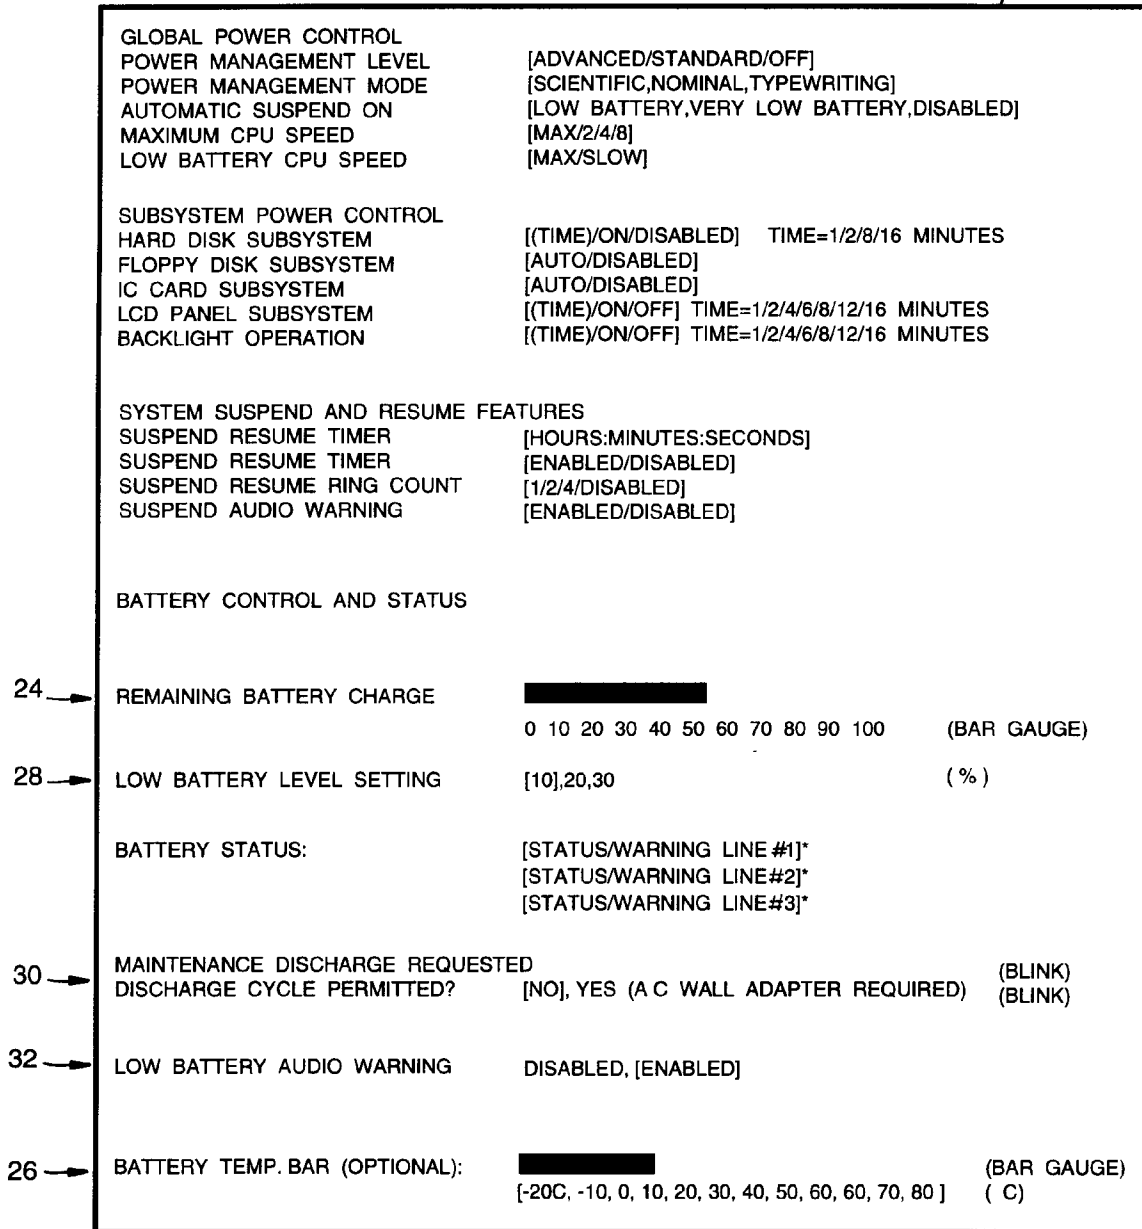 GLOBAL POWER CONTROL
POWER MANAGEMENT LEVEL [ADVANCED/STANDARD/OFF]
POWER MANAGEMENT MODE [SCIENTIFIC,NOMINAL,TYPEWRITING]
AUTOMATIC SUSPEND ON [LOW BATTERY,VERY LOW BATTERY,DISABLED]
MAXIMUM CPU SPEED [MAX/2/4/8]
LOW BATTERY CPU SPEED [MAX/SLOW]
SUBSYSTEM POWER CONTROL
HARD DISK SUBSYSTEM [(TIME)/ON/DISABLED] TIME=1/2/8/16 MINUTES
FLOPPY DISK SUBSYSTEM [AUTO/DISABLED]
IC CARD SUBSYSTEM [AUTO/DISABLED]
LCD PANEL SUBSYSTEM [(TIME)/ON/OFF] TIME=1/2/4/6/8/12/16 MINUTES
BACKLIGHT OPERATION [(TIME)/ON/OFF] TIME=1/2/4/6/8/12/16 MINUTES
SYSTEM SUSPEND AND RESUME FEATURES
SUSPEND RESUME TIMER [HOURS:MINUTES:SECONDS]
SUSPEND RESUME TIMER [ENABLED/DISABLED]
SUSPEND RESUME RING COUNT [1/2/4/DISABLED]
SUSPEND AUDIO WARNING [ENABLED/DISABLED]
BATTERY CONTROL AND STATUS
24 REMAINING BATTERY CHARGE
0 10 20 30 40 50 60 70 80 90 100 (BAR GAUGE)
28 LOW BATTERY LEVEL SETTING [10],20,30 (%)
BATTERY STATUS: [STATUS/WARNING LINE#1]*
[STATUS/WARNING LINE#2]*
[STATUS/WARNING LINE#3]*
30 MAINTENANCE DISCHARGE REQUESTED (BLINK)
DISCHARGE CYCLE PERMITTED? [NO], YES (AC WALL ADAPTER REQUIRED) (BLINK)
32 LOW BATTERY AUDIO WARNING DISABLED, [ENABLED]
26 BATTERY TEMP. BAR (OPTIONAL): (BAR GAUGE)
[-20C, -10, 0, 10, 20, 30, 40, 50, 60, 60, 70, 80 ] ( C)